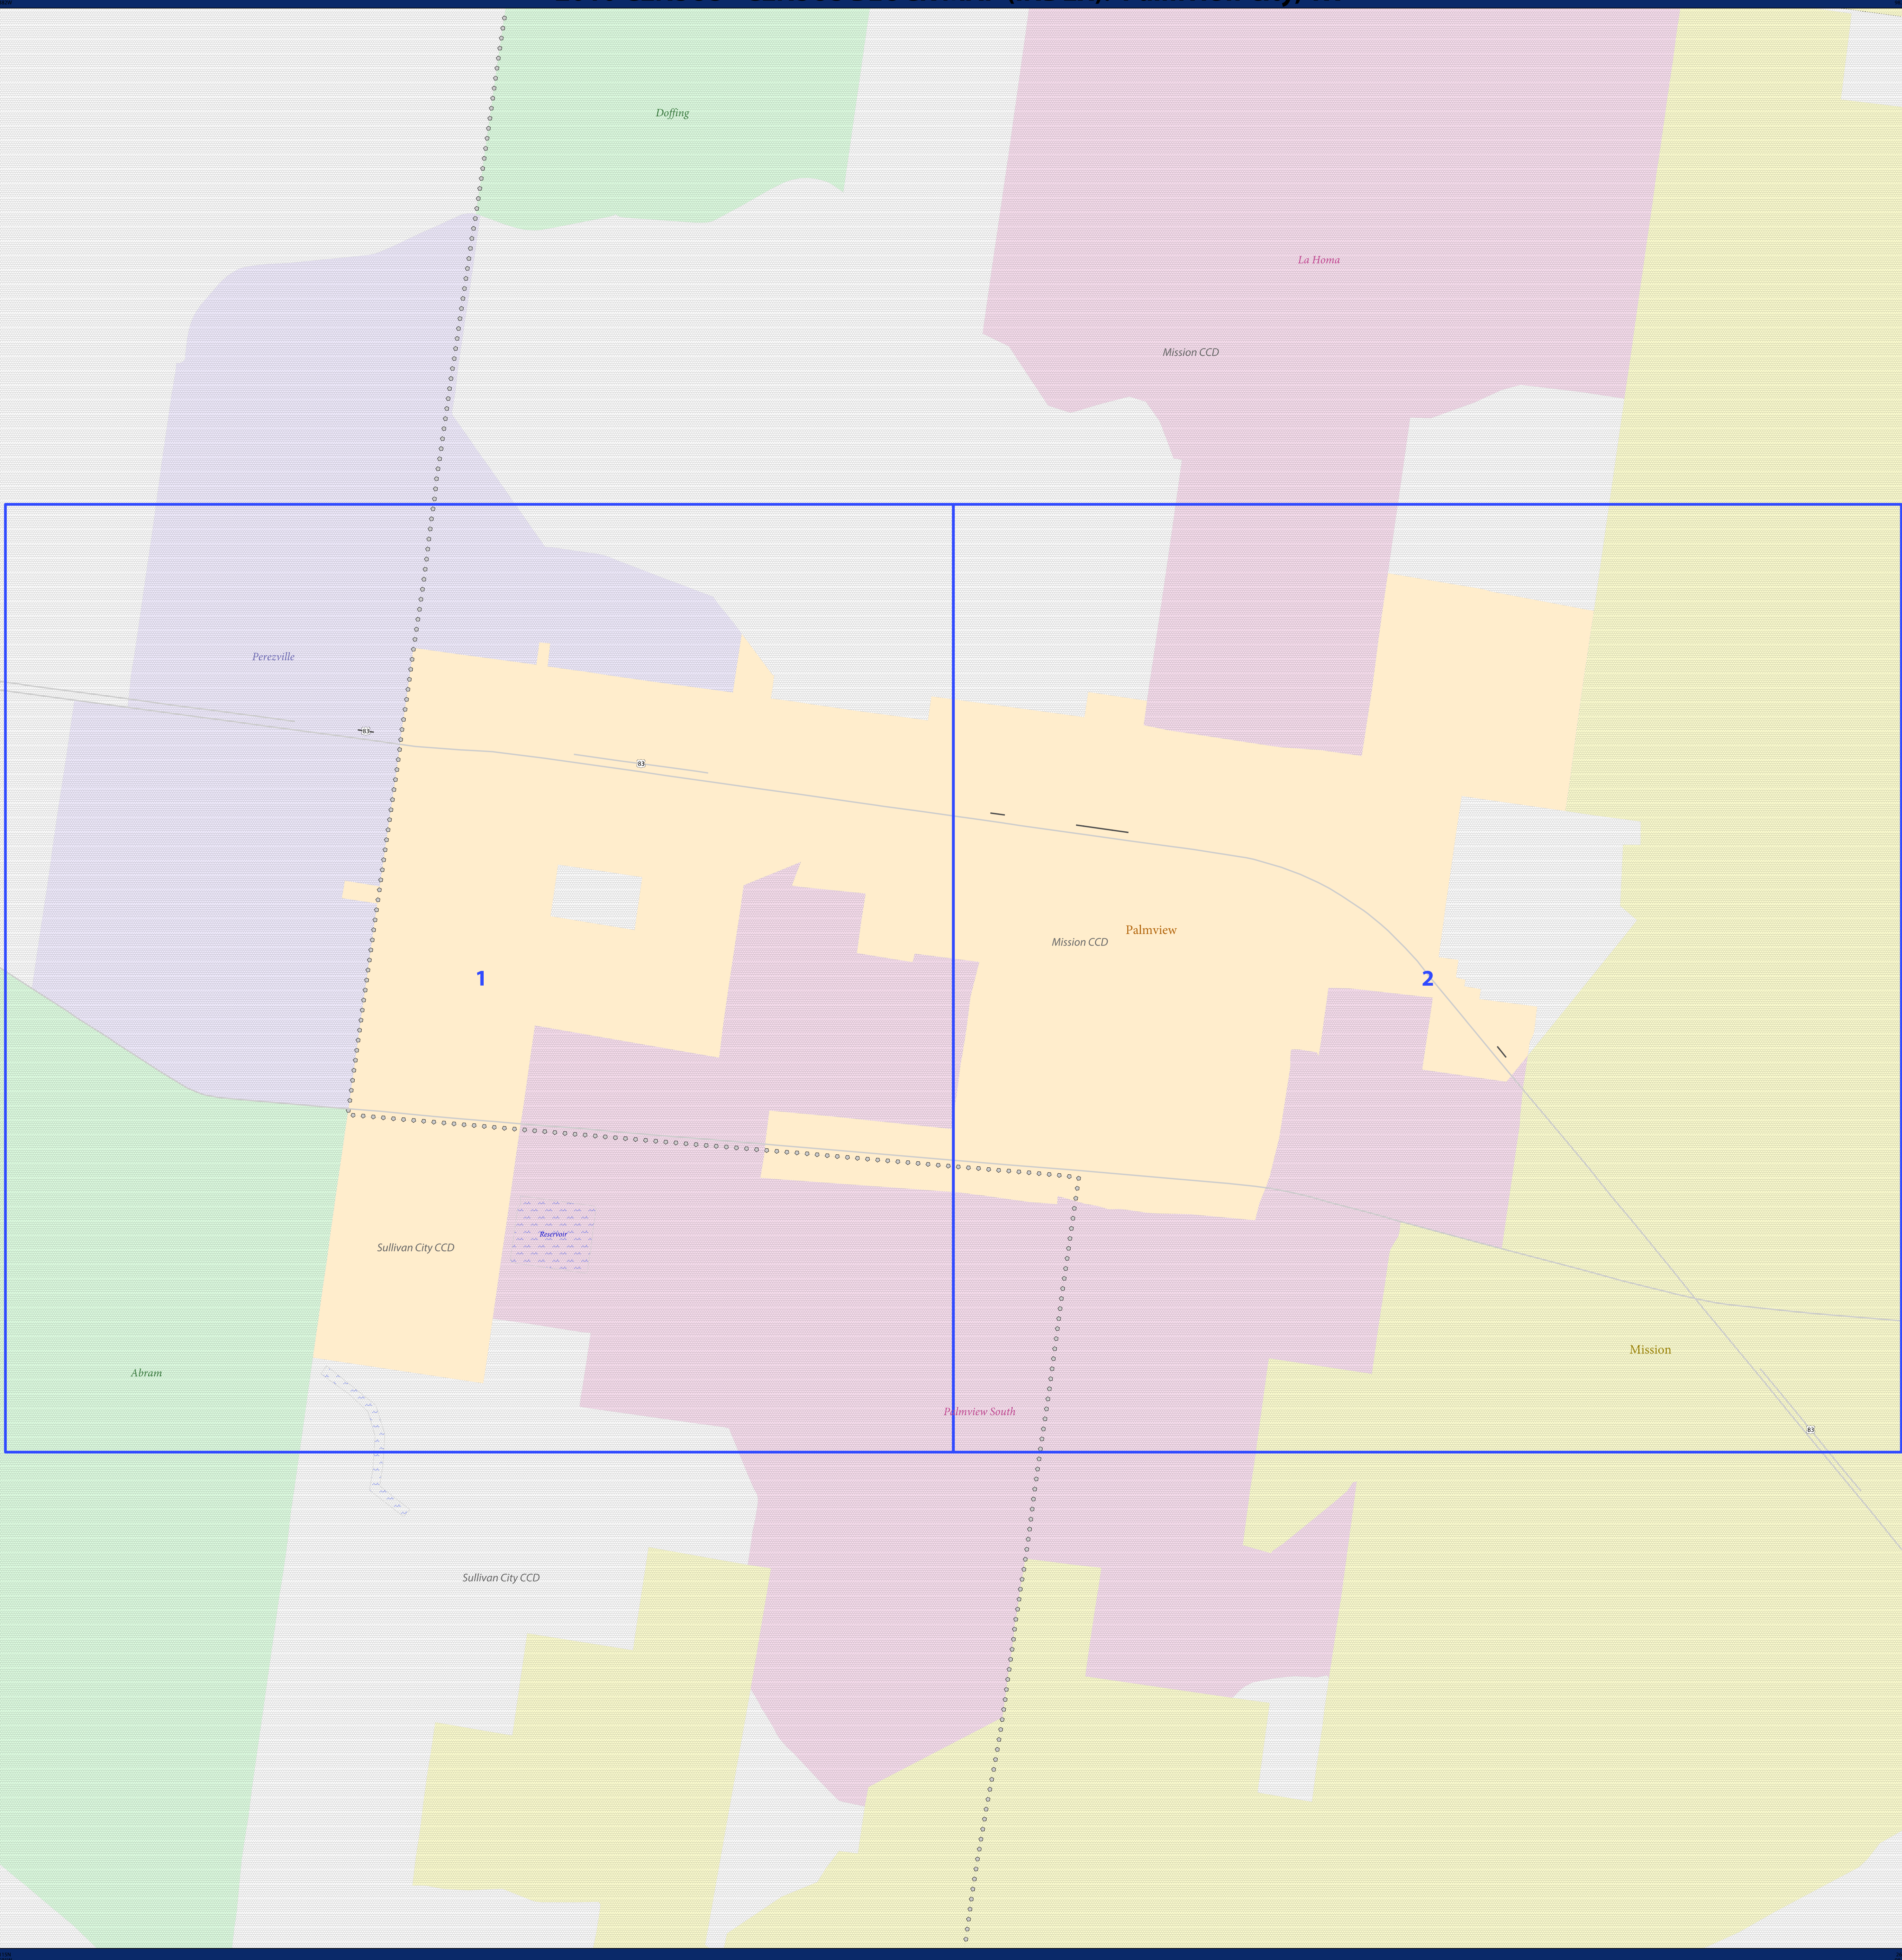 Doffing
La Homa
Mission CCD
Perezville
83
83
Palmview
Mission CCD
1
2
Reservoir
Sullivan City CCD
Mission
Abram
Palmview South
83
Sullivan City CCD